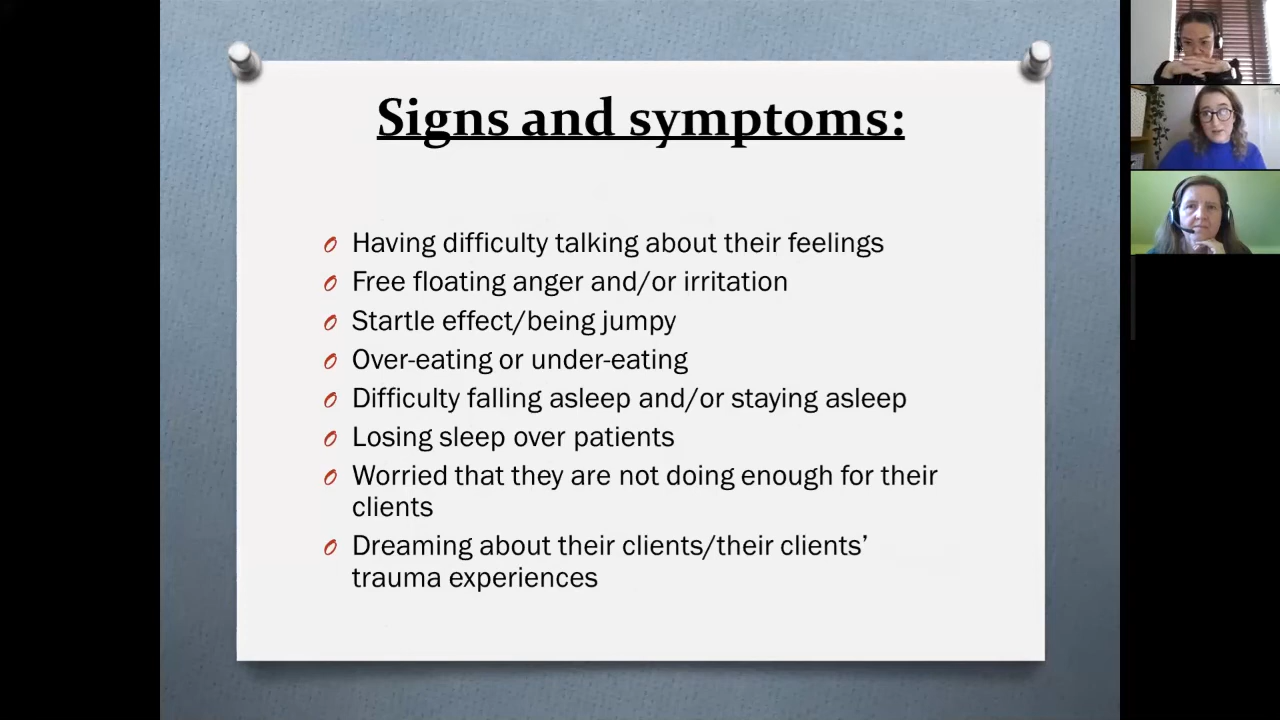 Signs and symptoms:
Having difficulty talking about their feelings
Free floating anger and/or irritation
Startle effect/being jumpy
Over-eating or under-eating
Difficulty falling asleep and/or staying asleep
Losing sleep over patients
Worried that they are not doing enough for their
clients
Dreaming about their clients/their clients’
trauma experiences